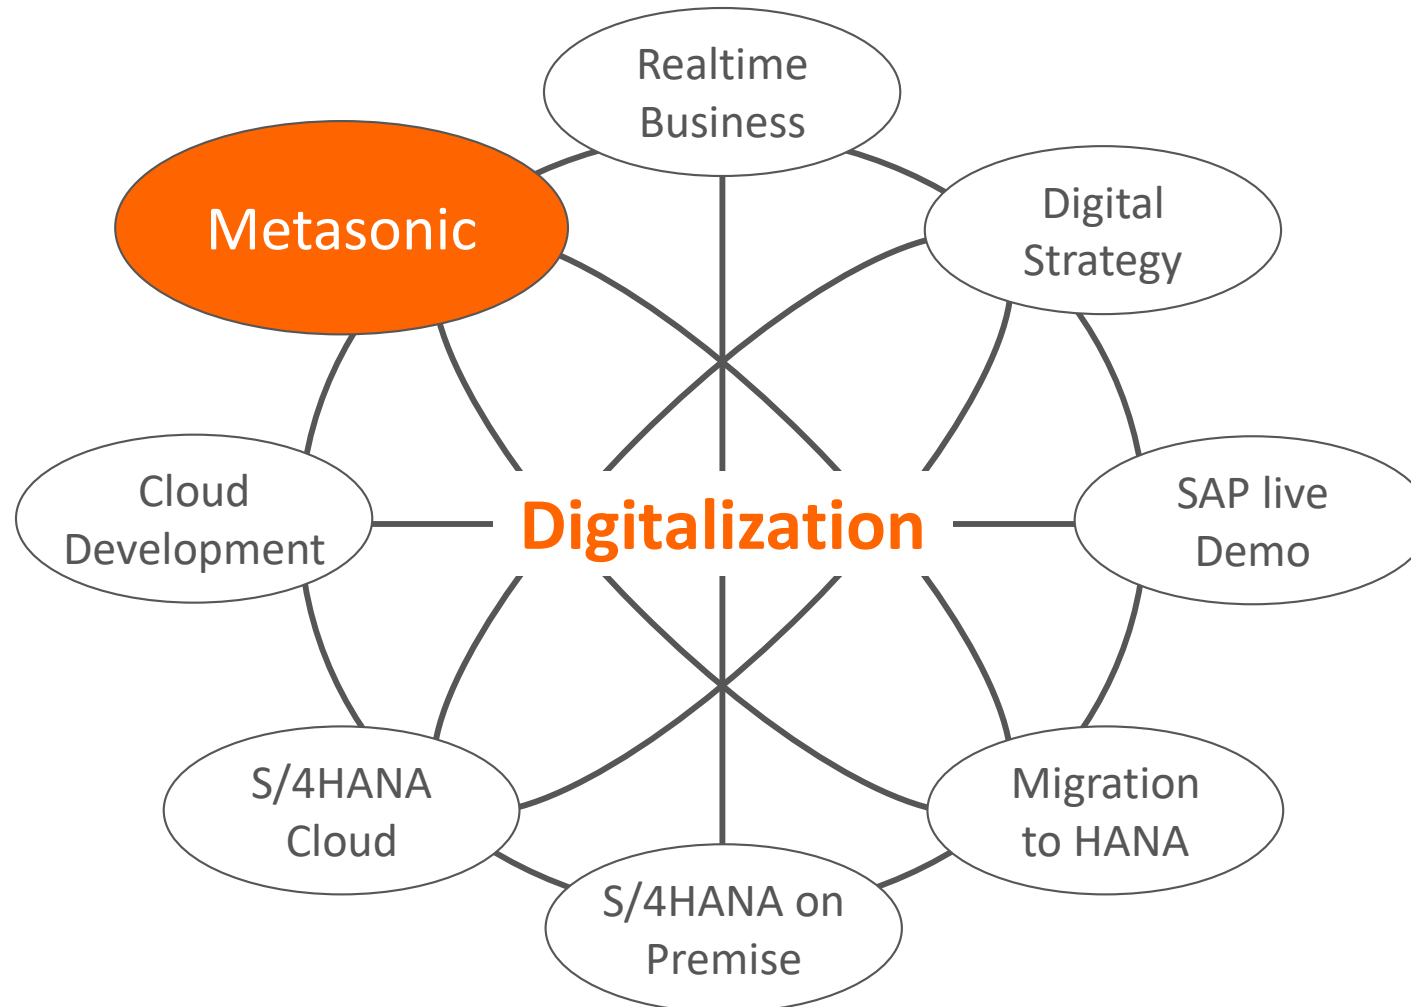 Realtime
Business
Metasonic
Digital
Strategy
Cloud
Development
Digitalization
SAP live
Demo
S/4HANA
Cloud
Migration
to HANA
S/4HANA on
Premise